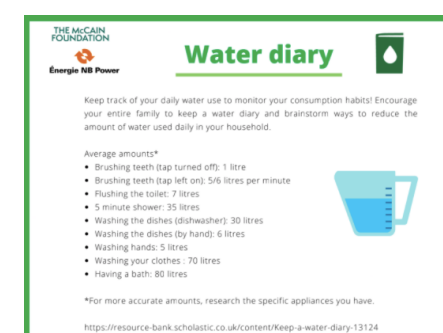 THE McCAIN
FOUNDATION
Énergie NB Power
Water diary
Keep track of your daily water use to monitor your consumption habits! Encourage
your entire family to keep a water diary and brainstorm ways to reduce the
amount of water used daily in your household.
Average amounts*
• Brushing teeth (tap turned off): 1 litre
• Brushing teeth (tap left on): 5/6 litres per minute
• Flushing the toilet: 7 litres
• 5 minute shower: 35 litres
• Washing the dishes (dishwasher): 30 litres
• Washing the dishes (by hand): 6 litres
• Washing hands: 5 litres
• Washing your clothes : 70 litres
• Having a bath: 80 litres
*For more accurate amounts, research the specific appliances you have.
https://resource-bank.scholastic.co.uk/content/Keep-a-water-diary-13124